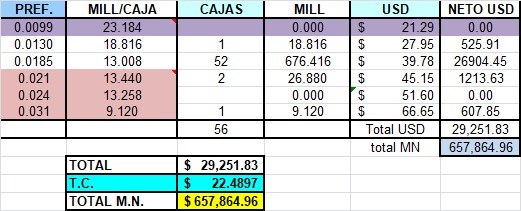 PREF. MILL/CAJA CAJAS MILL USD NETO USD
0.0099 23.184 0.000 $ 21.29 0.00
0.0130 18.816 1 18.816 $ 27.95 525.91
0.0185 13.008 52 676.416 $ 39.78 26904.45
0.021 13.440 2 26.880 $ 45.15 1213.63
0.024 13.258 0.000 $ 51.60 0.00
0.031 9.120 1 9.120 $ 66.65 607.85
56 Total USD 29,251.83
total MN 657,864.96
TOTAL $ 29,251.83
T.C. $ 22.4897
TOTAL M.N. $ 657,864.96